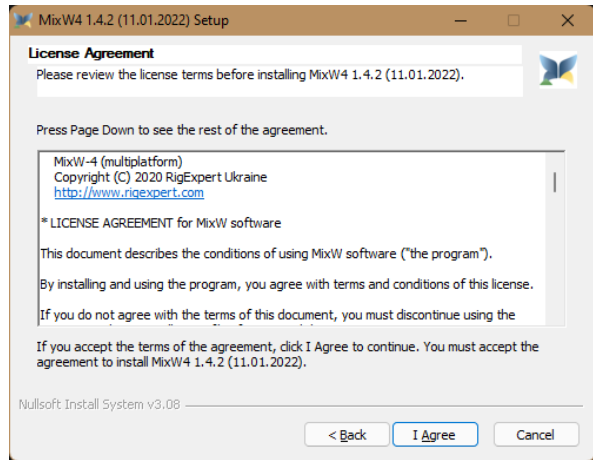 MixW4 1.4.2 (11.01.2022) Setup
License Agreement
Please review the license terms before installing MixW4 1.4.2 (11.01.2022).
Press Page Down to see the rest of the agreement.
MixW-4 (multiplatform)
Copyright (C) 2020 RigExpert Ukraine
http://www.rigexpert.com
* LICENSE AGREEMENT for MixW software
This document describes the conditions of using MixW software ("the program").
By installing and using the program, you agree with terms and conditions of this license.
If you do not agree with the terms of this document, you must discontinue using the
If you accept the terms of the agreement, click I Agree to continue. You must accept the
agreement to install MixW4 1.4.2 (11.01.2022).
Nullsoft Install System v3.08
< Back I Agree Cancel